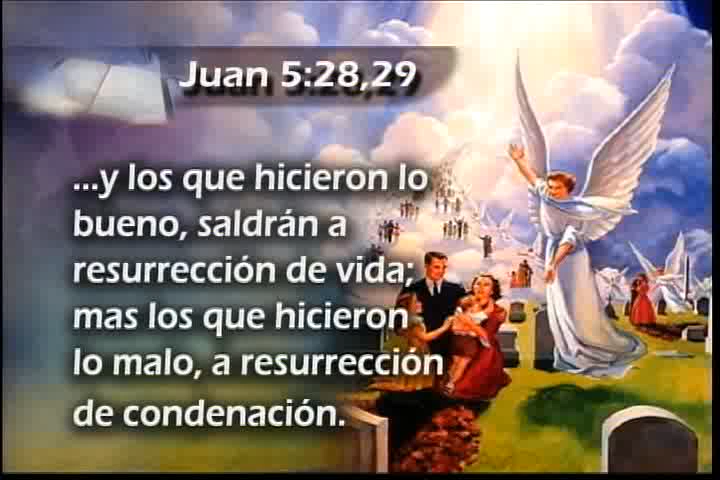 Juan 5:28,29
...y los que hicieron lo
bueno, saldrán a
resurrección de vida;
mas los que hicieron
lo malo, a resurrección
de condenación.